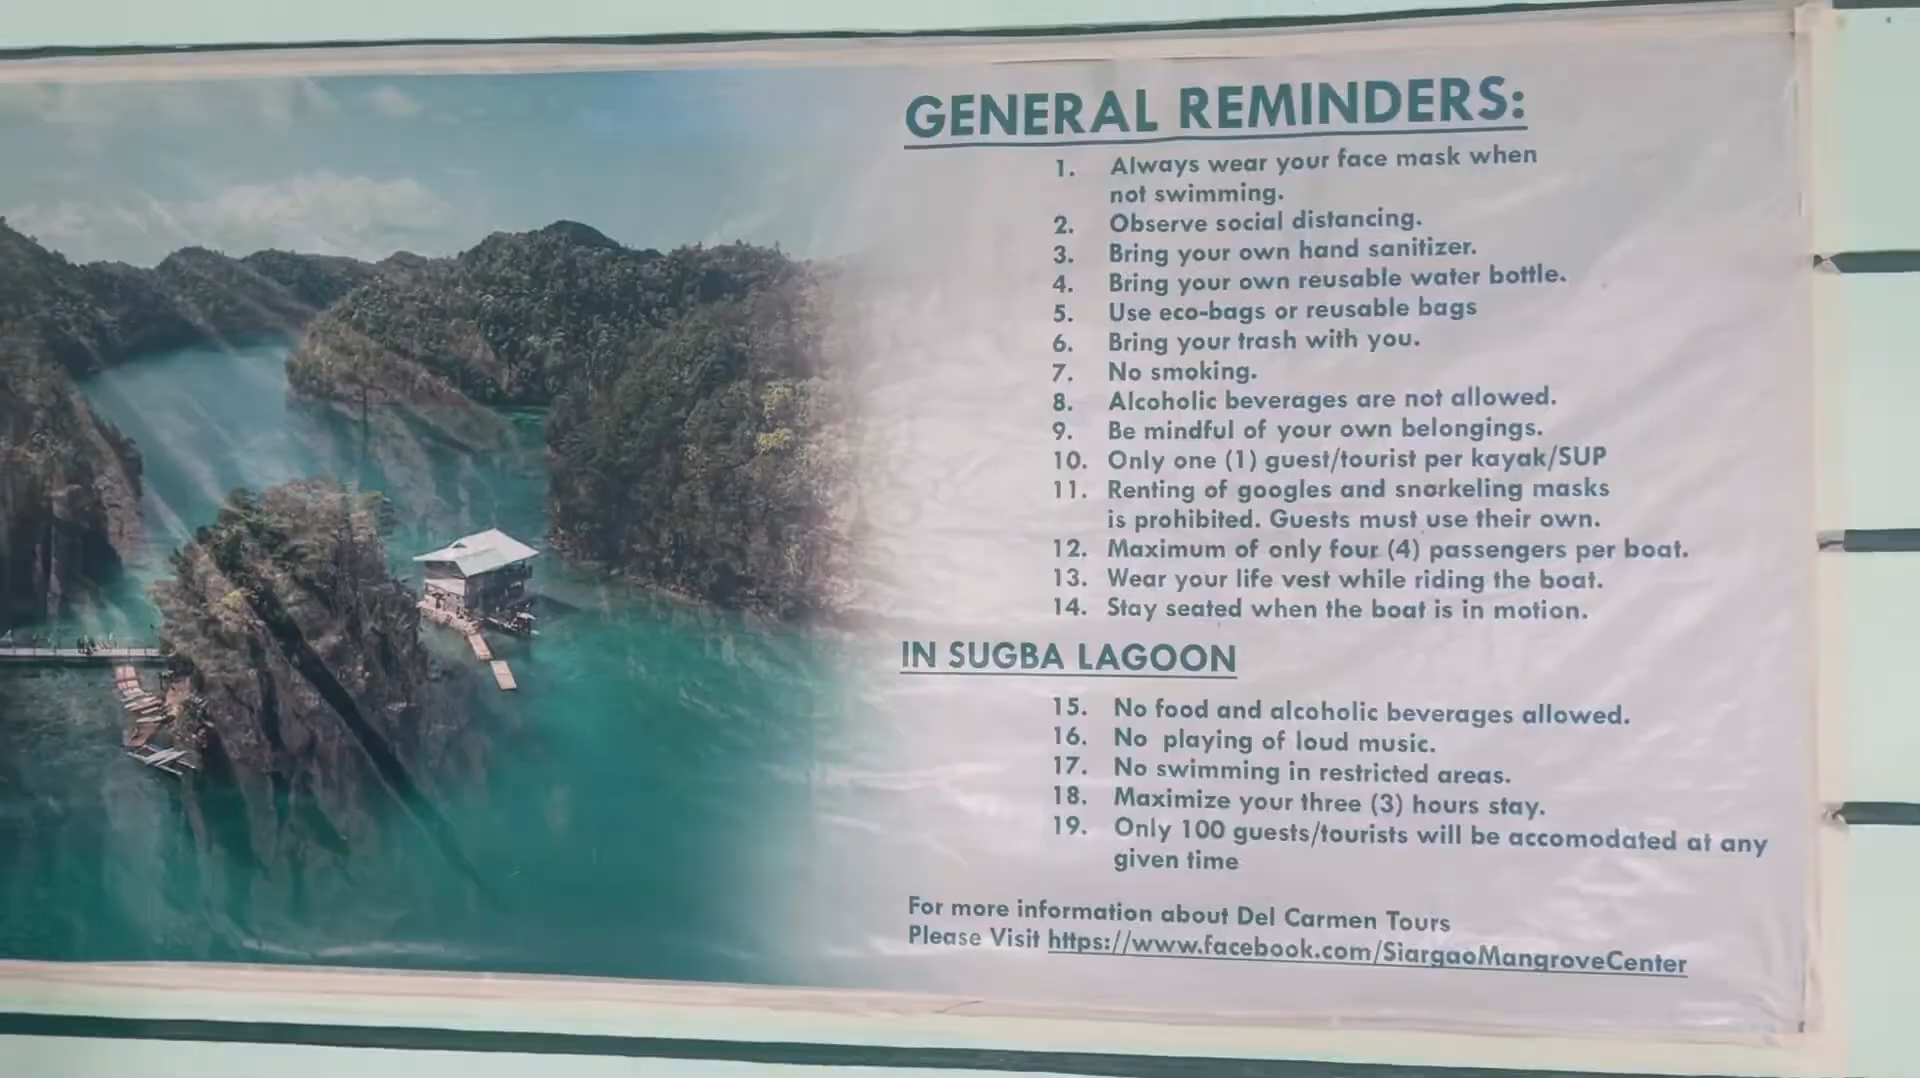 GENERAL REMINDERS:
1. Always wear your face mask when
not swimming.
2. Observe social distancing.
3. Bring your own hand sanitizer.
4. Bring your own reusable water bottle.
5. Use eco-bags or reusable bags
6. Bring your trash with you.
7. No smoking.
8. Alcoholic beverages are not allowed.
9. Be mindful of your own belongings.
10. Only one (1) guest/tourist per kayak/SUP
11. Renting of googles and snorkeling masks
is prohibited. Guests must use their own.
12. Maximum of only four (4) passengers per boat.
13. Wear your life vest while riding the boat.
14. Stay seated when the boat is in motion.
IN SUGBA LAGOON
15. No food and alcoholic beverages allowed.
16. No playing of loud music.
17. No swimming in restricted areas.
18. Maximize your three (3) hours stay.
19. Only 100 guests/tourists will be accomodated at any
given time
For more information about Del Carmen Tours
Please Visit https://www.facebook.com/SiargaoMangroveCenter